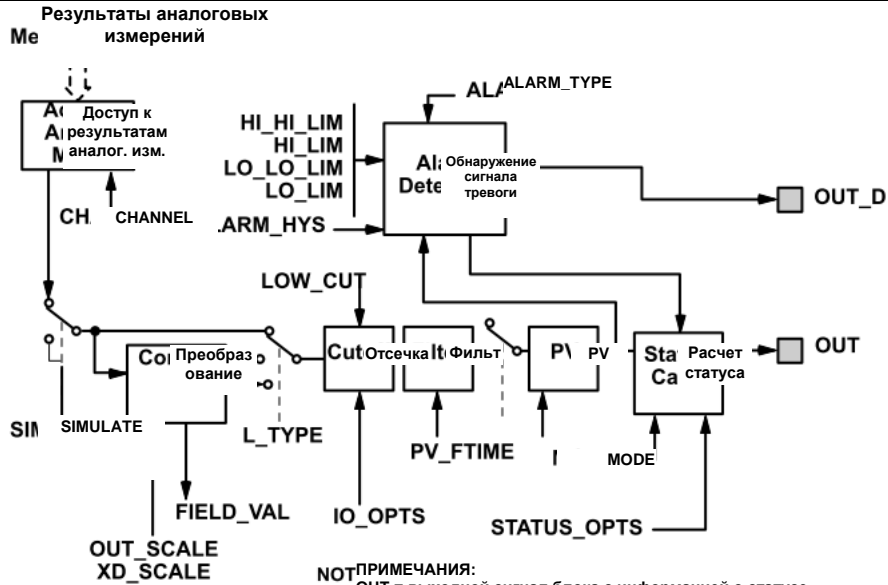 Результаты аналоговых
измерений
Me
Доступ к
результатам
аналог. изм.
CHANNEL
ALARM_TYPE
HI_HI_LIM
HI_LIM
LO_LO_LIM
LO_LIM
Обнаружение
сигнала
тревоги
OUT_D
.ARM_HYS
LOW_CUT
Преобраз
ование
Отсечка
Фильт
PV
PV
Расчет
статуса
OUT
SIMULATE
L_TYPE
PV_FTIME
MODE
FIELD_VAL
IO_OPTS
STATUS_OPTS
OUT_SCALE
XD_SCALE
NOT ПРИМЕЧАНИЯ: